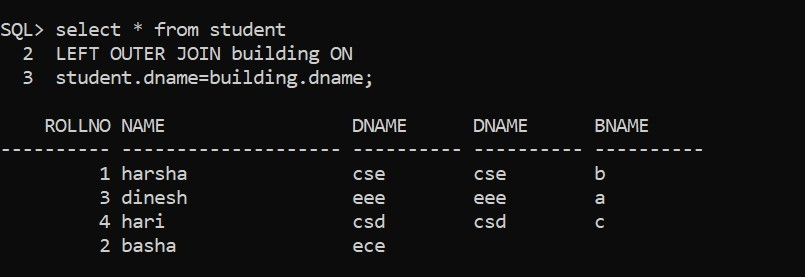 SQL> select * from student
  2  LEFT OUTER JOIN building ON
  3  student.dname=building.dname;

    ROLLNO NAME                 DNAME      DNAME      BNAME
---------- -------------------- ---------- ---------- ----------
         1 harsha               cse        cse        b
         3 dinesh               eee        eee        a
         4 hari                 csd        csd        c
         2 basha                ece